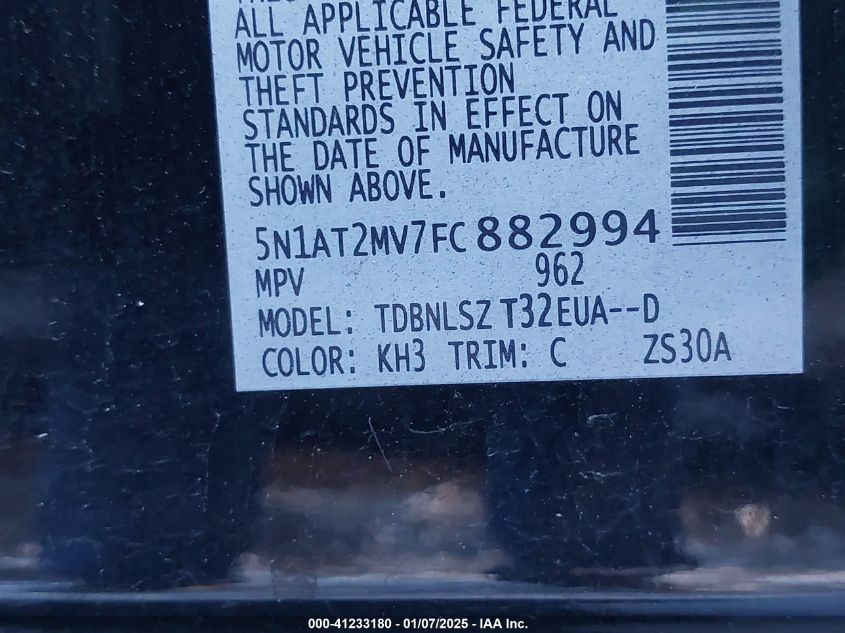 ALL APPLICABLE FEDERAL
MOTOR VEHICLE SAFETY AND
THEFT PREVENTION
STANDARDS IN EFFECT ON
THE DATE OF MANUFACTURE
SHOWN ABOVE.
5N1AT2MV7FC882994
MPV 962
MODEL: TDBNLSZ T32EUA--D
COLOR: KH3 TRIM: C ZS30A
000-41233180 - 01/07/2025 - IAA Inc.